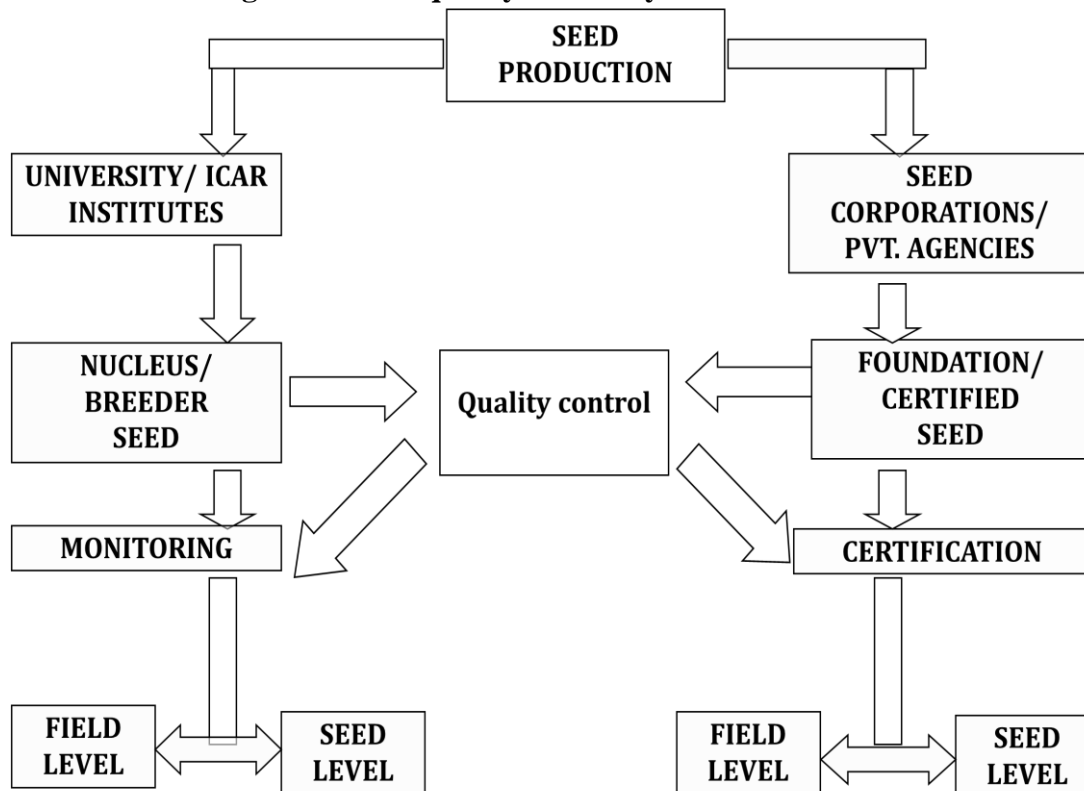 SEED
PRODUCTION
UNIVERSITY/ ICAR
INSTITUTES
SEED
CORPORATIONS/
PVT. AGENCIES
NUCLEUS/
BREEDER
SEED
Quality control
FOUNDATION/
CERTIFIED
SEED
MONITORING
CERTIFICATION
FIELD
LEVEL
SEED
LEVEL
FIELD
LEVEL
SEED
LEVEL